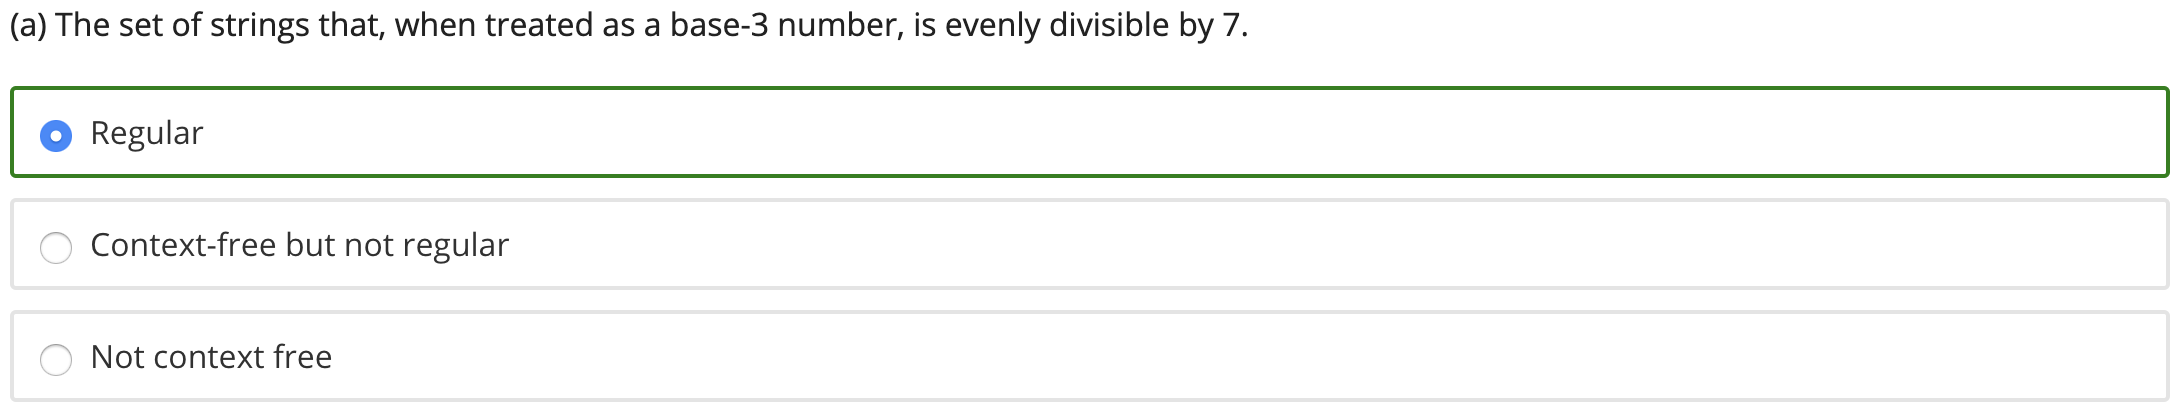 (a) The set of strings that, when treated as a base-3 number, is evenly divisible by 7.
Regular
Context-free but not regular
Not context free